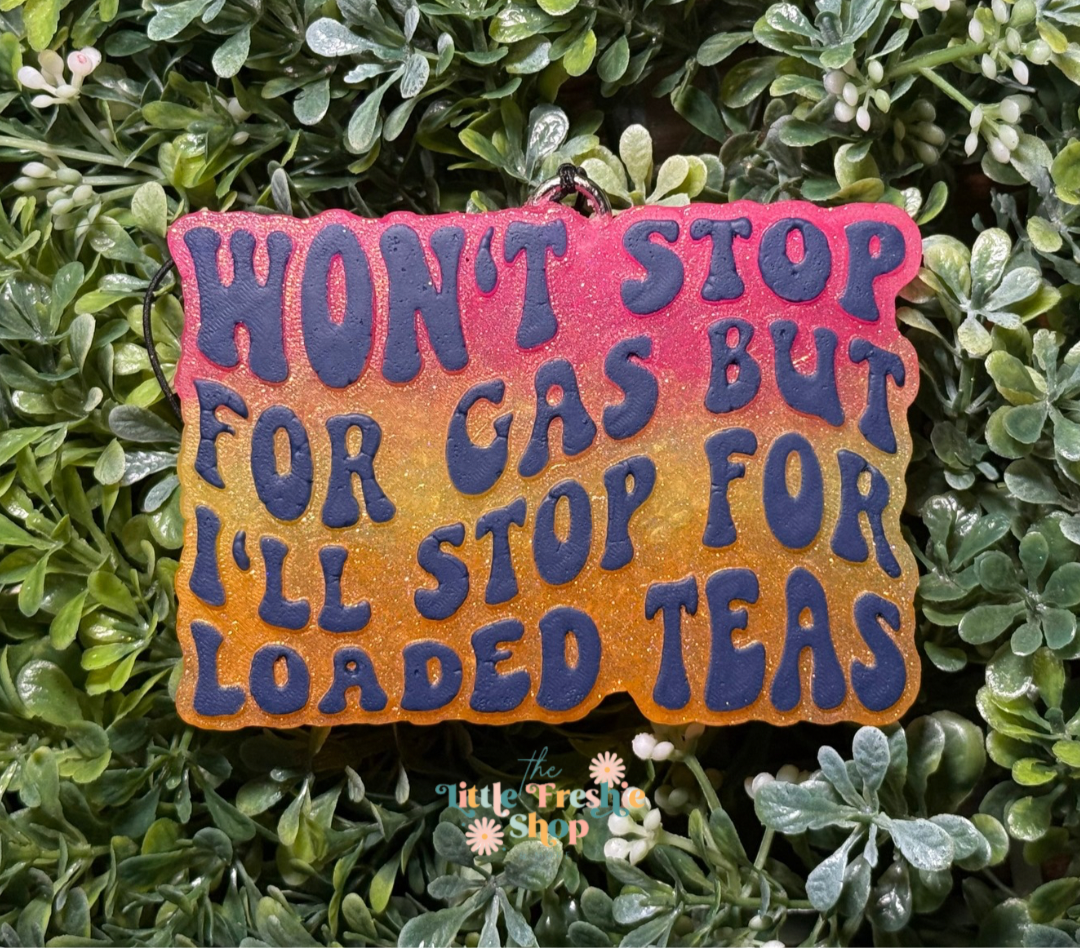 WON'T STOP
FOR GAS BUT
I'LL STOP FOR
LOADED TEAS
the
Little Freshie
Shop